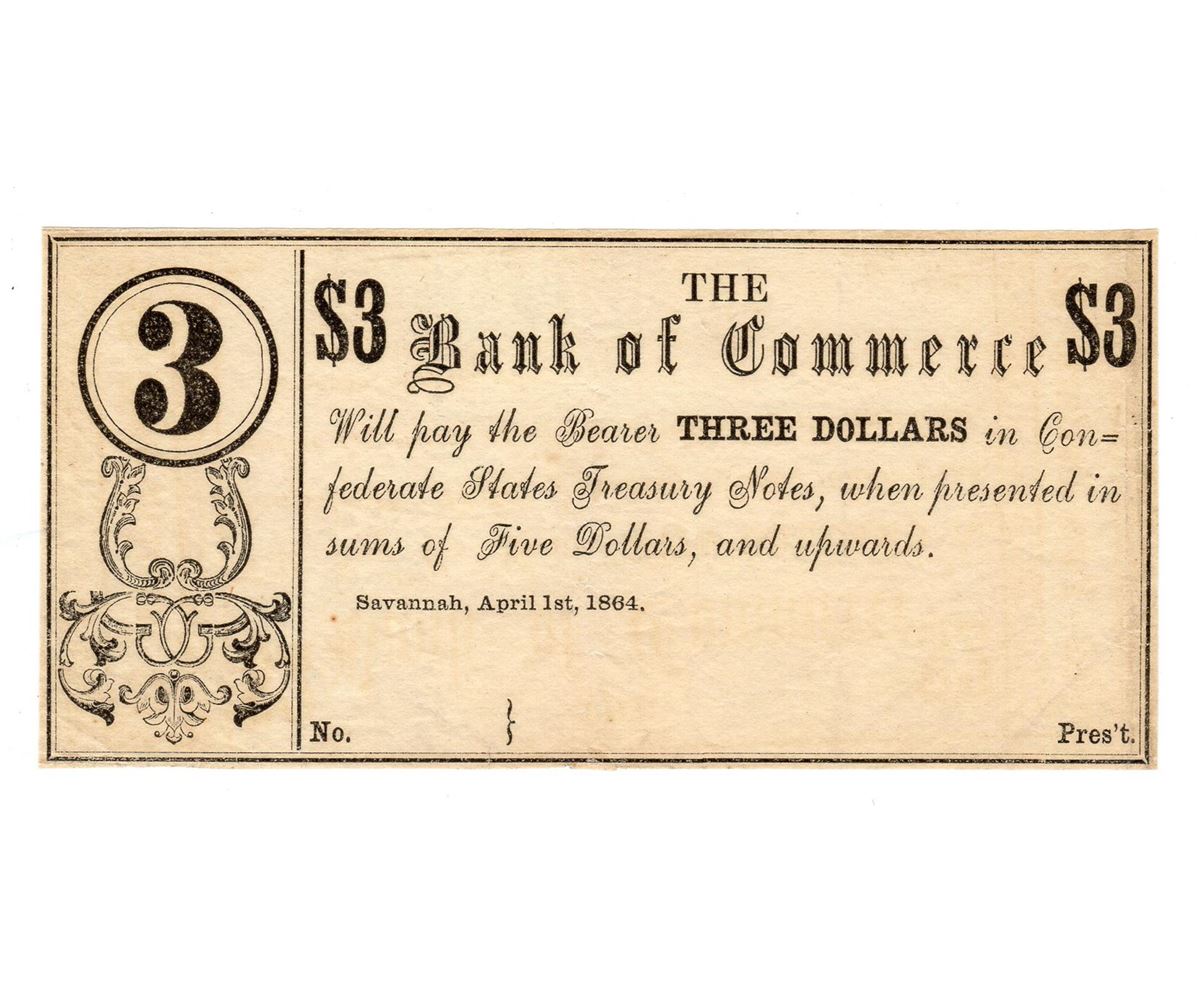 3
$3 THE $3
Bank of Commerce
Will pay the Bearer THREE DOLLARS in Con=
federate States Treasury Notes, when presented in
sums of Five Dollars, and upwards.
Savannah, April 1st, 1864.
No. } Pres't.